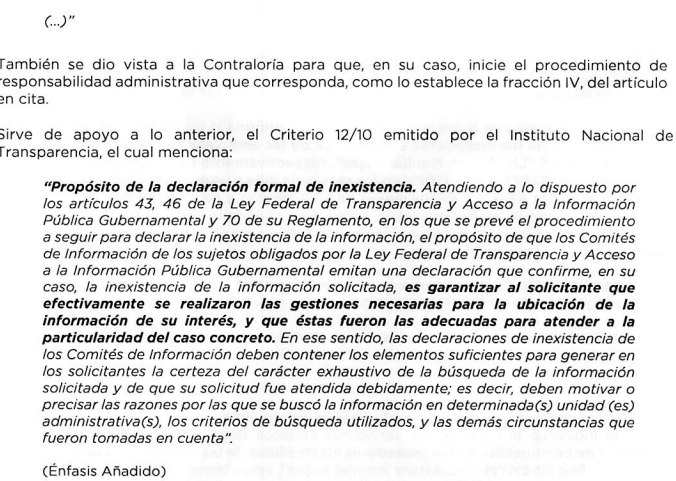 (...)”
También se dio vista a la Contraloría para que, en su caso, inicie el procedimiento de
responsabilidad administrativa que corresponda, como lo establece la fracción IV, del artículo
en cita.
Sirve de apoyo a lo anterior, el Criterio 12/10 emitido por el Instituto Nacional de
Transparencia, el cual menciona:
“Propósito de la declaración formal de inexistencia. Atendiendo a lo dispuesto por
los artículos 43, 46 de la Ley Federal de Transparencia y Acceso a la Información
Pública Gubernamental y 70 de su Reglamento, en los que se prevé el procedimiento
a seguir para declarar la inexistencia de la información, el propósito de que los Comités
de Información de los sujetos obligados por la Ley Federal de Transparencia y Acceso
a la Información Pública Gubernamental emitan una declaración que confirme, en su
caso, la inexistencia de la información solicitada, es garantizar al solicitante que
efectivamente se realizaron las gestiones necesarias para la ubicación de la
información de su interés, y que éstas fueron las adecuadas para atender a la
particularidad del caso concreto. En ese sentido, las declaraciones de inexistencia de
los Comités de Información deben contener los elementos suficientes para generar en
los solicitantes la certeza del carácter exhaustivo de la búsqueda de la información
solicitada y de que su solicitud fue atendida debidamente; es decir, deben motivar o
precisar las razones por las que se buscó la información en determinada(s) unidad (es)
administrativa(s), los criterios de búsqueda utilizados, y las demás circunstancias que
fueron tomadas en cuenta”.
(Énfasis Añadido)